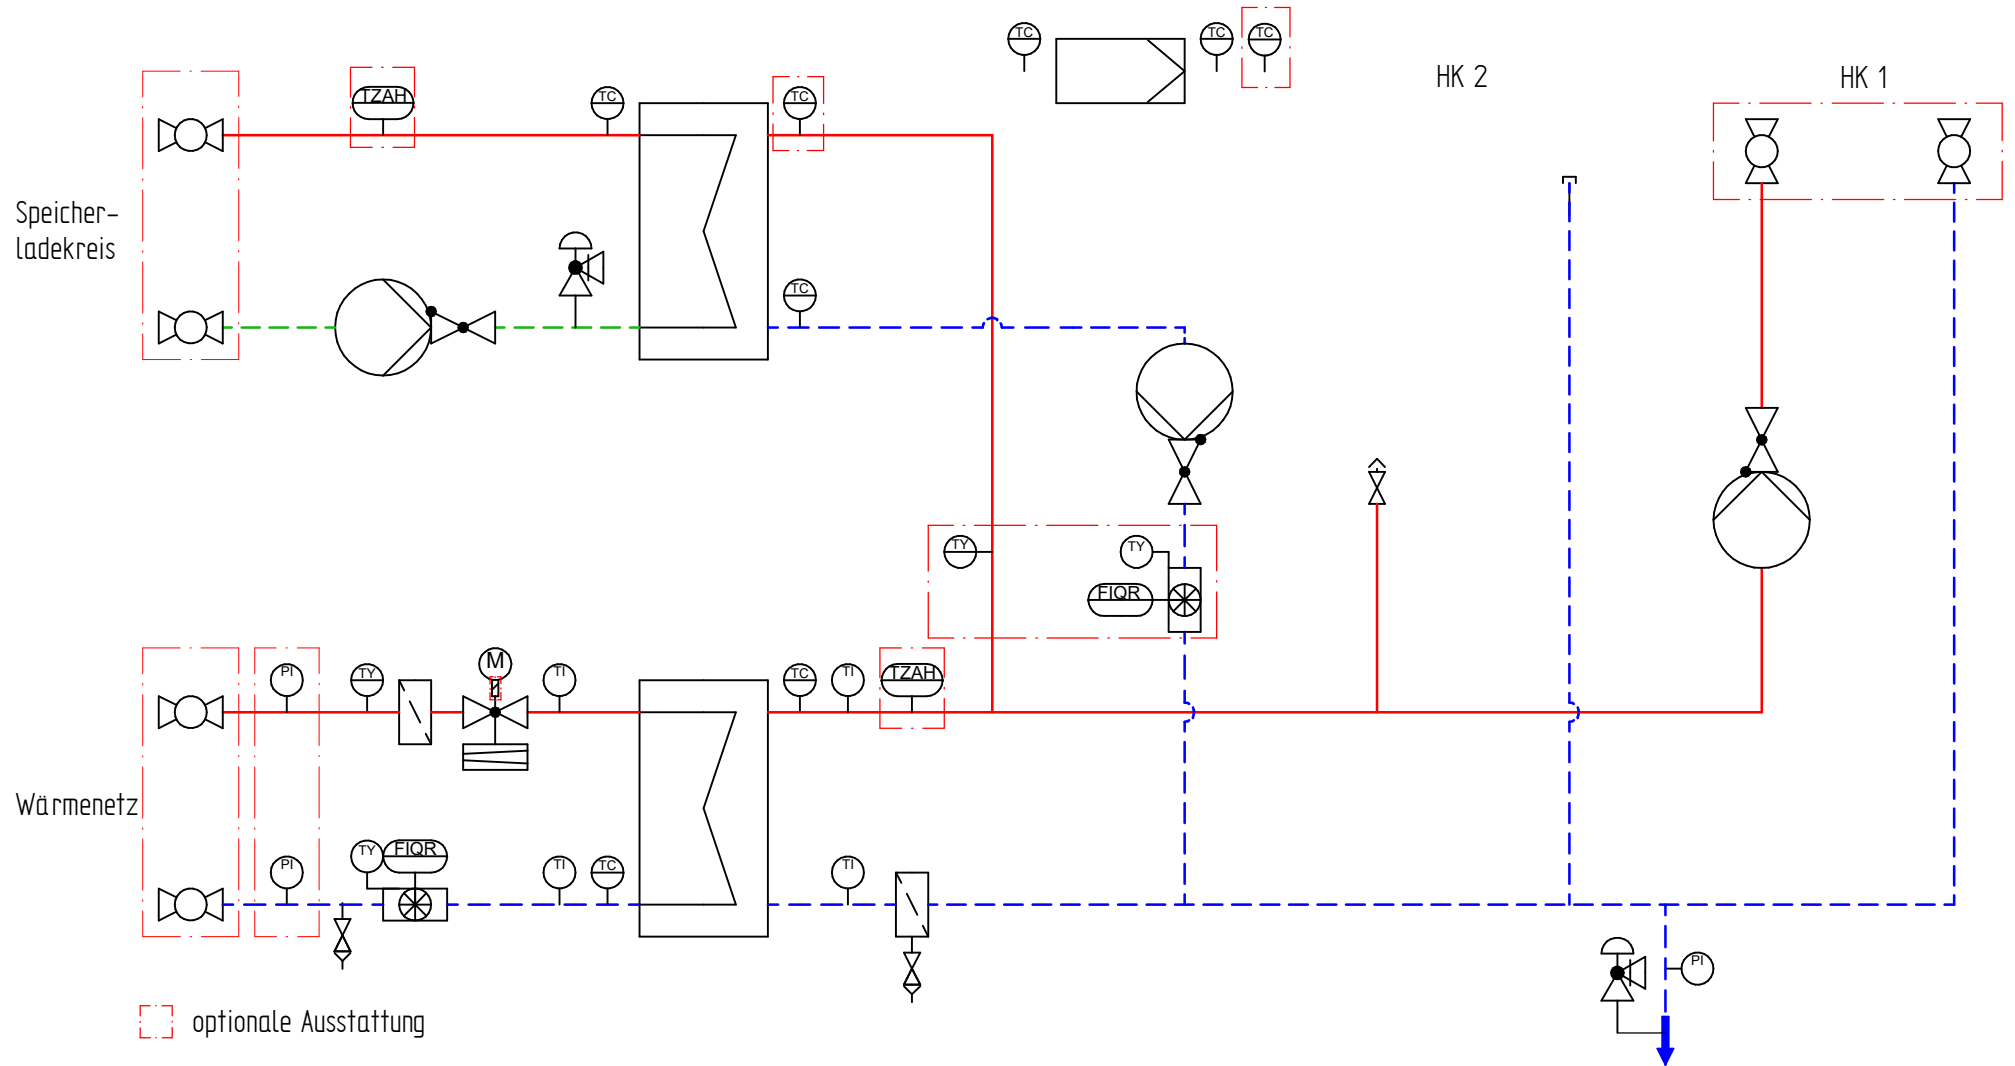 TC
TC
TC
HK 2
HK 1
TZAH
TC
TC
Speicher-
ladekreis
TC
TY
TY
FIQR
PI
TY
M
TI
TC
TI
TZAH
Wärmenetz
PI
TY
FIQR
TI
TC
TI
PI
optionale Ausstattung